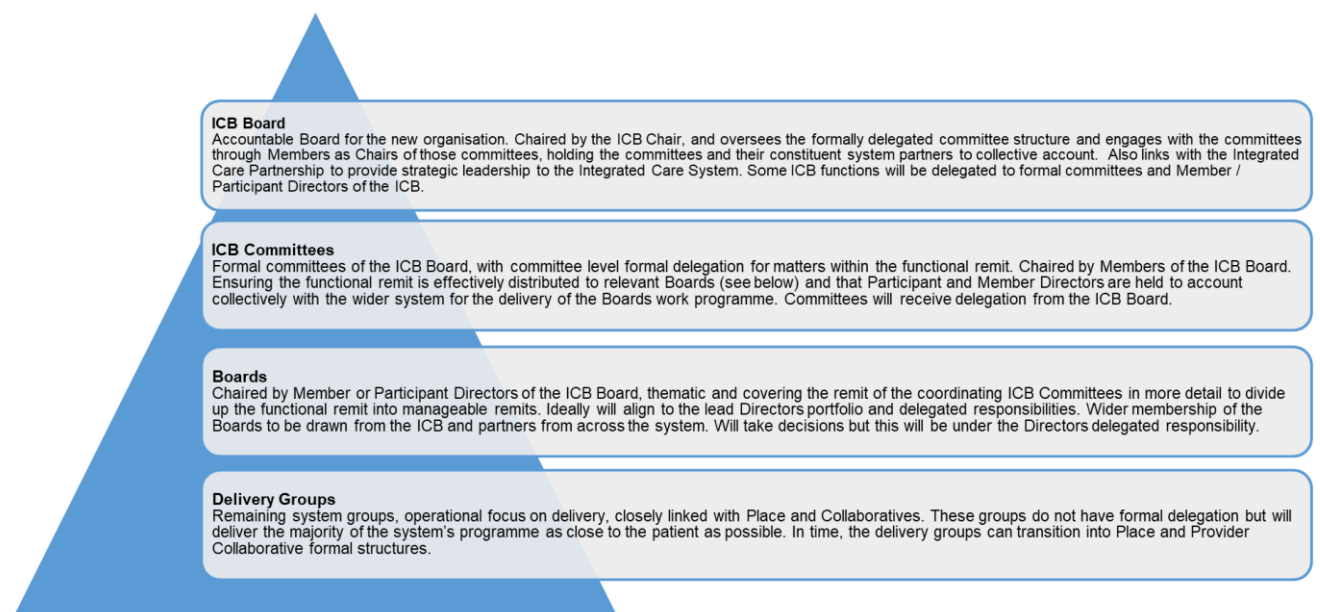 ICB Board
Accountable Board for the new organisation. Chaired by the ICB Chair, and oversees the formally delegated committee structure and engages with the committees
through Members as Chairs of those committees, holding the committees and their constituent system partners to collective account. Also links with the Integrated
Care Partnership to provide strategic leadership to the Integrated Care System. Some ICB functions will be delegated to formal committees and Member /
Participant Directors of the ICB.
ICB Committees
Formal committees of the ICB Board, with committee level formal delegation for matters within the functional remit. Chaired by Members of the ICB Board.
Ensuring the functional remit is effectively distributed to relevant Boards (see below) and that Participant and Member Directors are held to account
collectively with the wider system for the delivery of the Boards work programme. Committees will receive delegation from the ICB Board.
Boards
Chaired by Member or Participant Directors of the ICB Board, thematic and covering the remit of the coordinating ICB Committees in more detail to divide
up the functional remit into manageable remits. Ideally will align to the lead Directors portfolio and delegated responsibilities. Wider membership of the
Boards to be drawn from the ICB and partners from across the system. Will take decisions but this will be under the Directors delegated responsibility.
Delivery Groups
Remaining system groups, operational focus on delivery, closely linked with Place and Collaboratives. These groups do not have formal delegation but will
deliver the majority of the system's programme as close to the patient as possible. In time, the delivery groups can transition into Place and Provider
Collaborative formal structures.